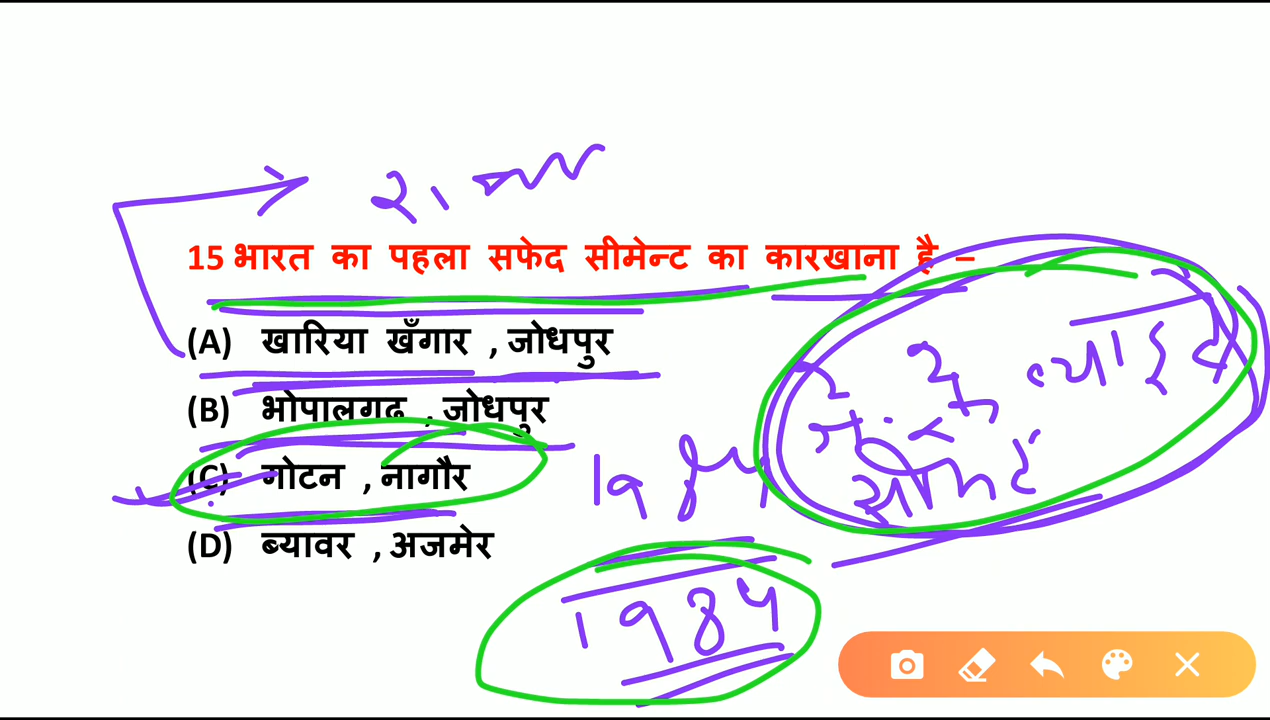 15 भारत का पहला सफेद सीमेन्ट का कारखाना है –
(A) खारिया खँगार , जोधपुर
(B) भोपालगढ , जोधपुर
(C) गोटन , नागौर
(D) ब्यावर , अजमेर
सीमेंट
1984